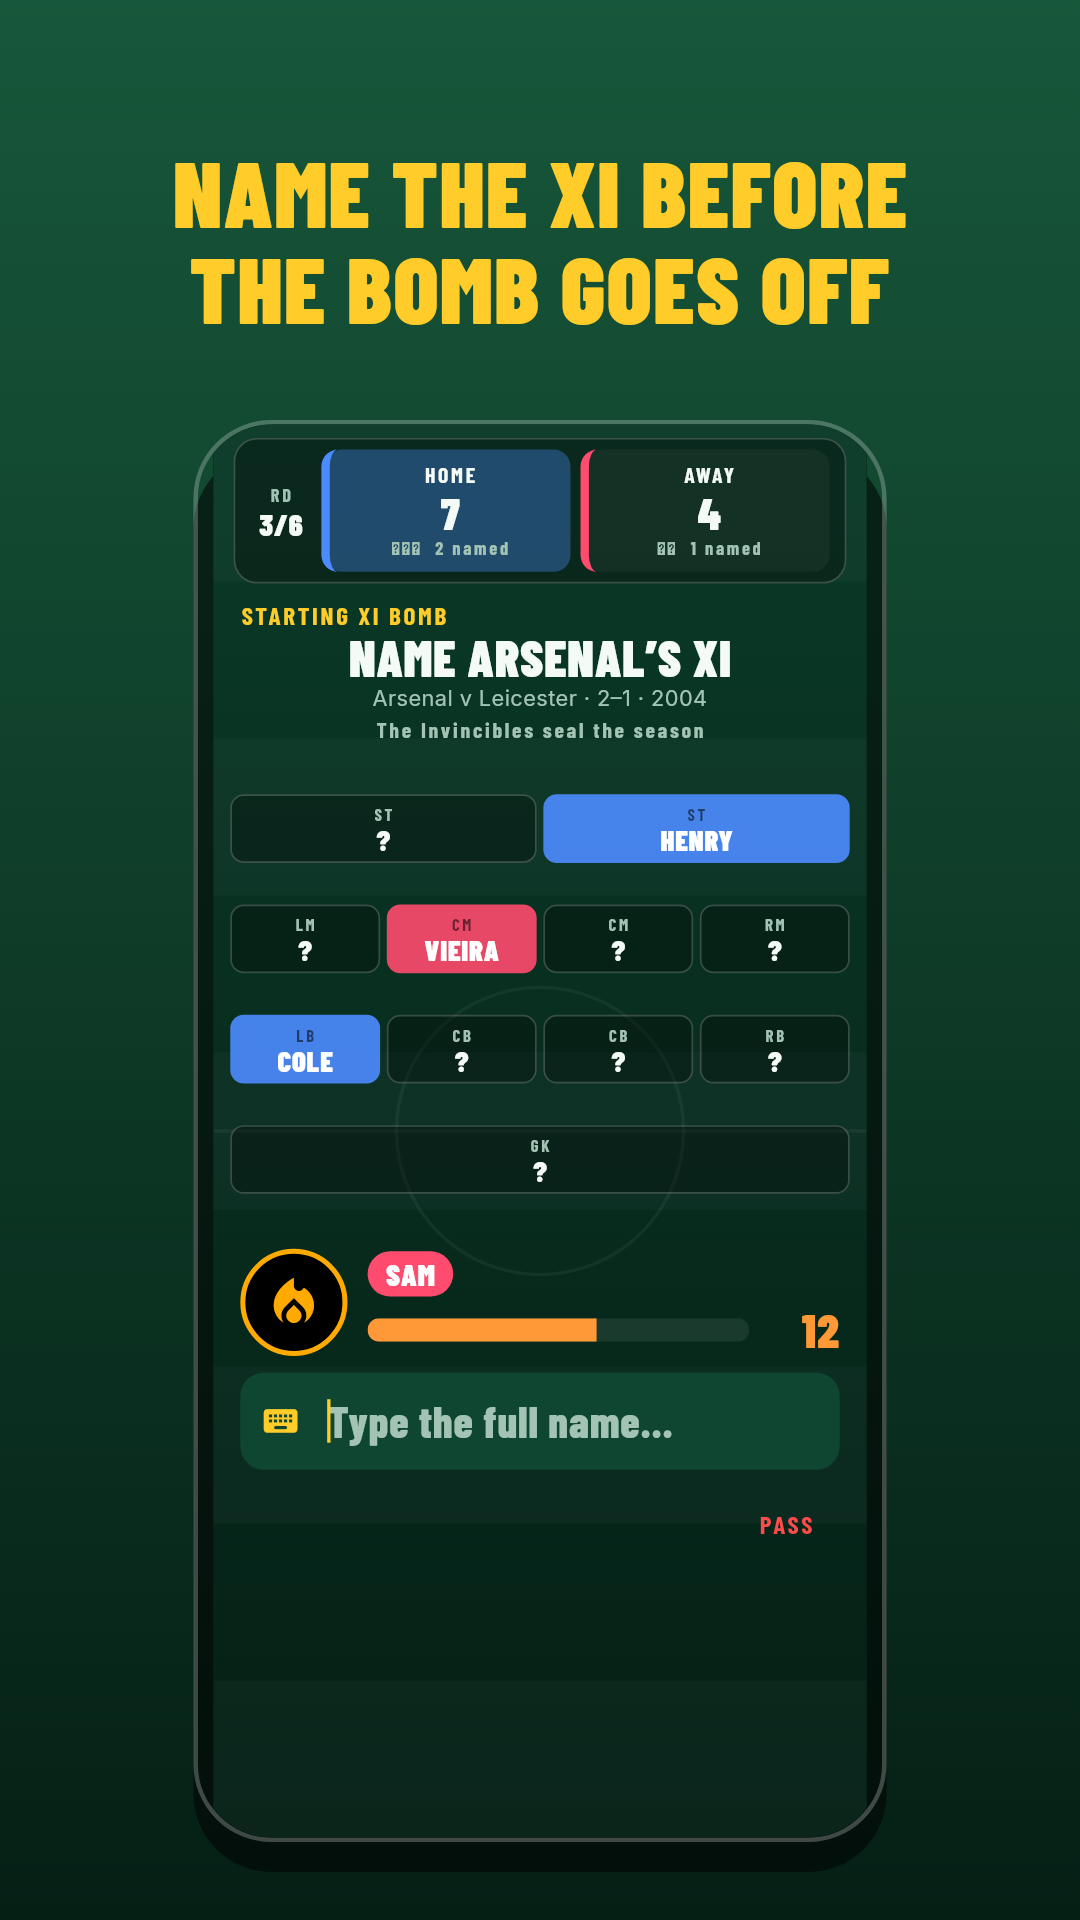 NAME THE XI BEFORE
THE BOMB GOES OFF
RD
3/6
HOME
7
2 named
AWAY
4
1 named
STARTING XI BOMB
NAME ARSENAL'S XI
Arsenal v Leicester · 2–1 · 2004
The Invincibles seal the season
ST
?
ST
HENRY
LM
?
CM
VIEIRA
CM
?
RM
?
LB
COLE
CB
?
CB
?
RB
?
GK
?
SAM
12
Type the full name...
PASS